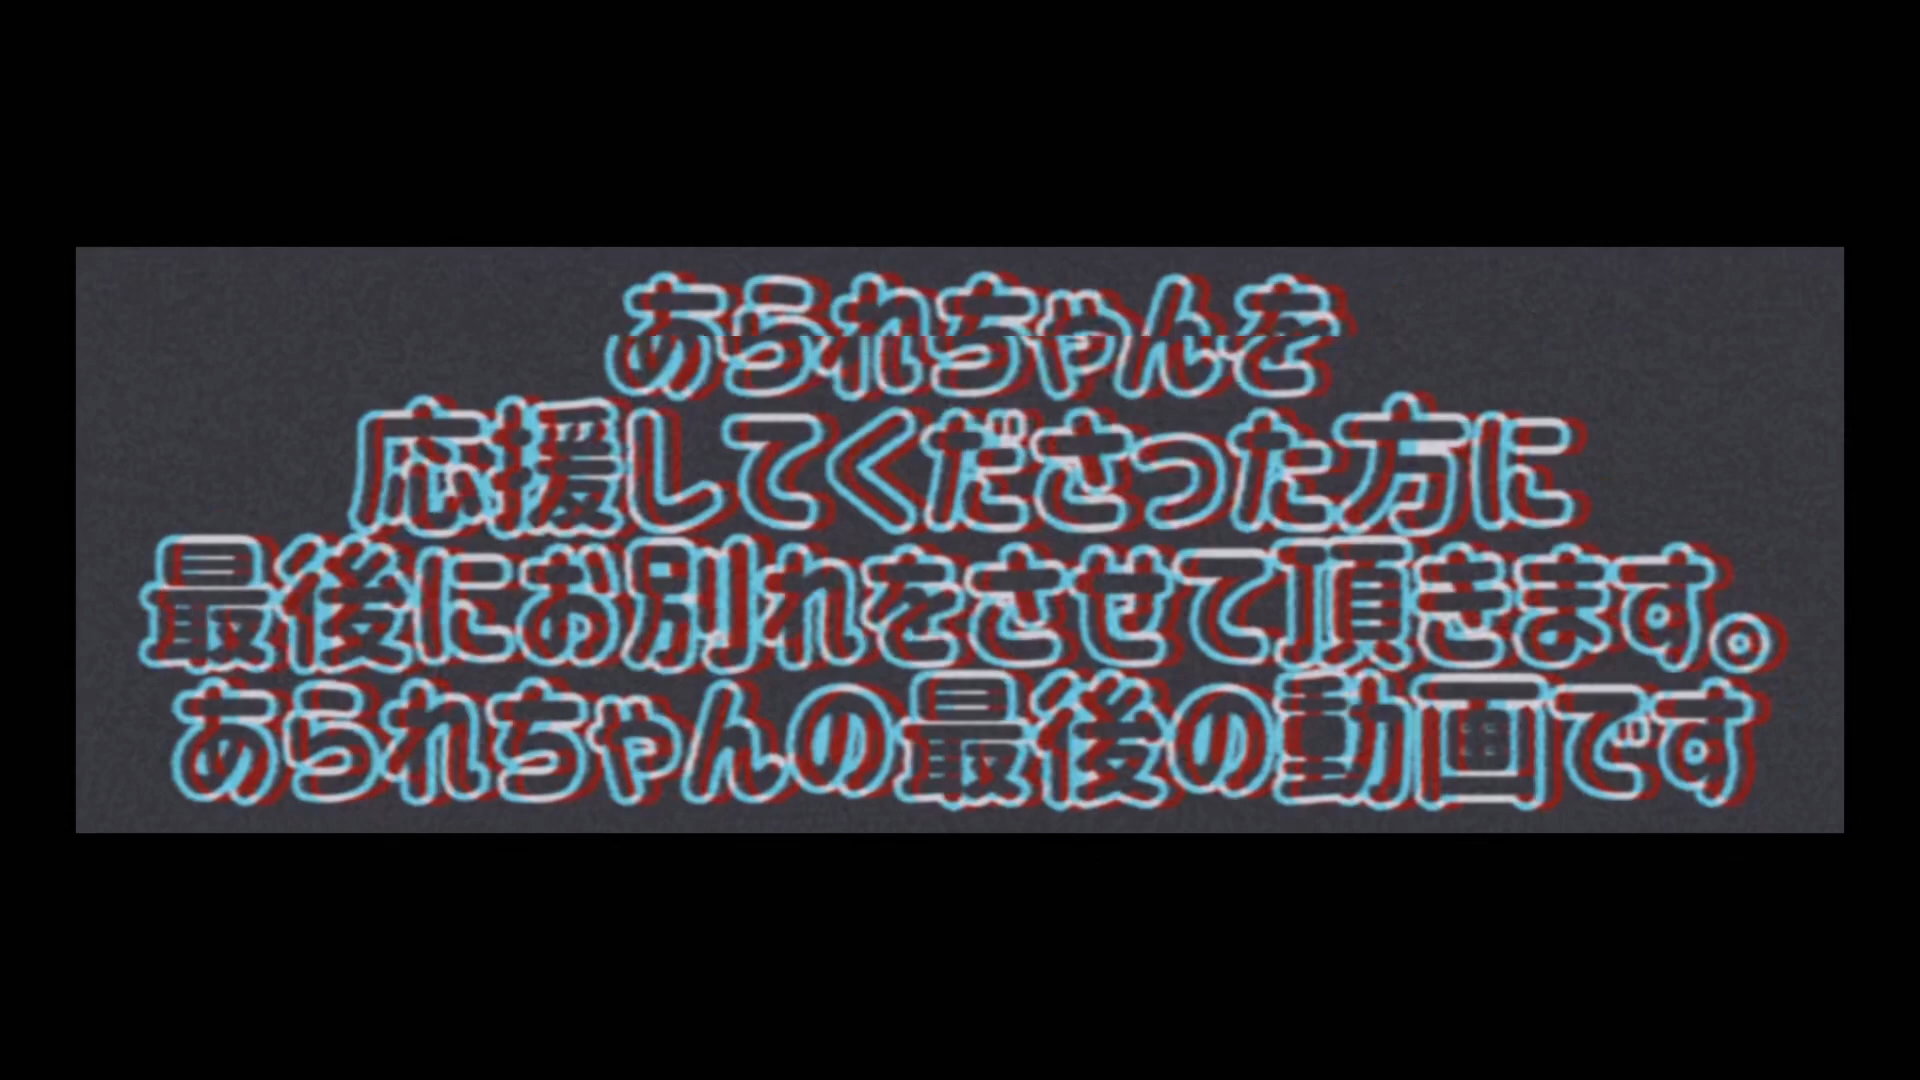 あられちゃんを
応援してくださった方に
最後にお別れをさせて頂きます。
あられちゃんの最後の動画です